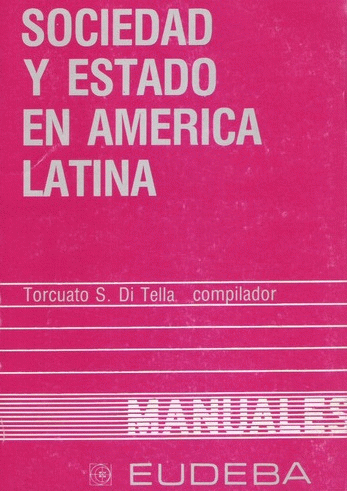 SOCIEDAD
Y ESTADO
EN AMERICA
LATINA
Torcuato S. Di Tella compilador
MANUALES
EUDEBA